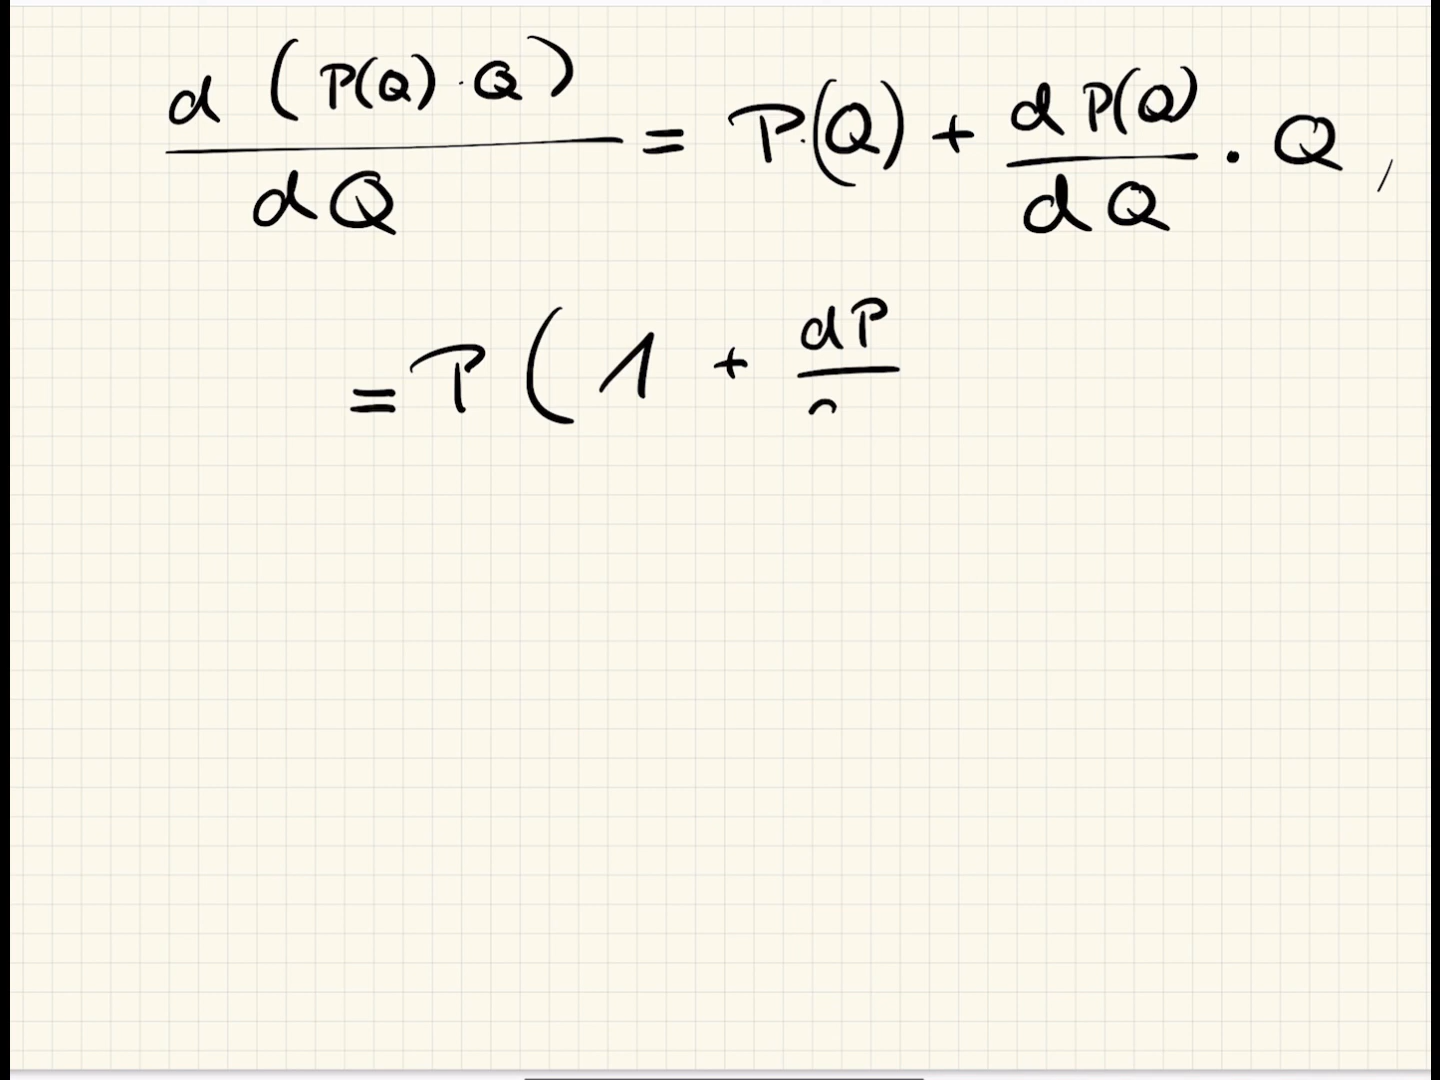 d (P(Q) · Q) / dQ = P(Q) + dP(Q) / dQ · Q,
= P (1 + dP /